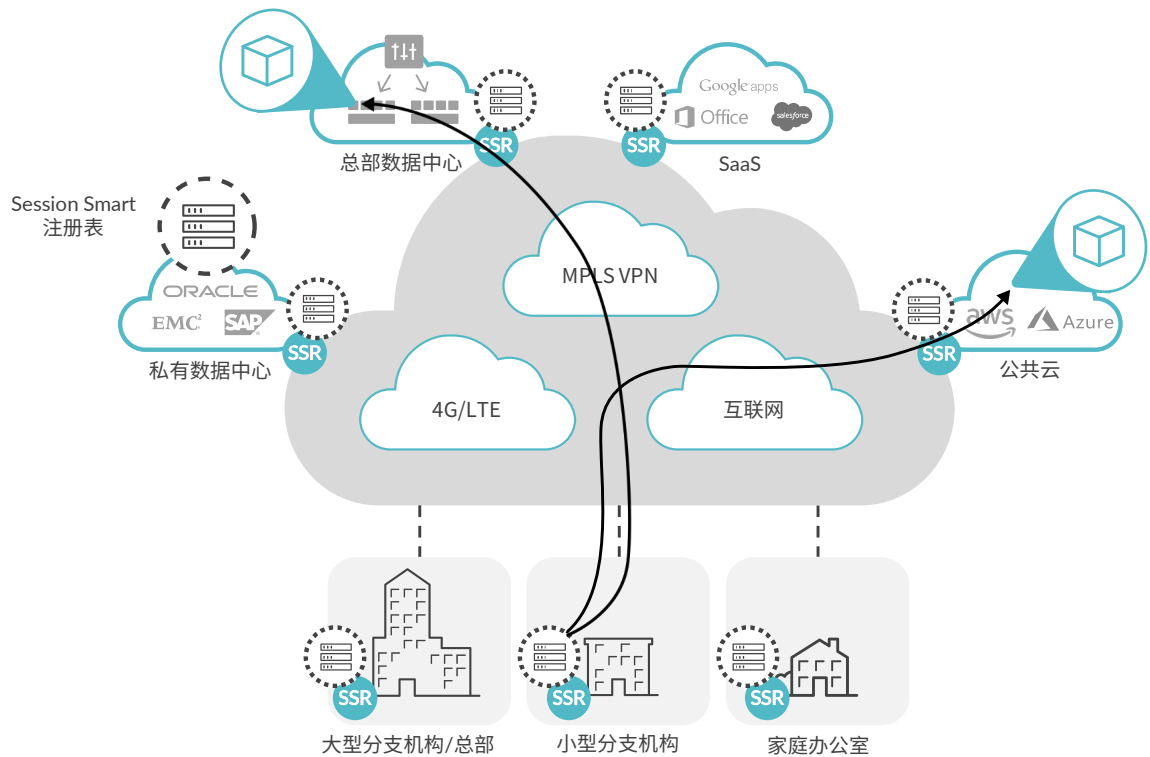 Google apps
Office
salesforce
SSR
SSR
总部数据中心
SaaS
Session Smart
注册表
MPLS VPN
ORACLE
EMC²
SAP
SSR
私有数据中心
aws
Azure
SSR
公共云
4G/LTE
互联网
SSR
SSR
SSR
大型分支机构/总部
小型分支机构
家庭办公室